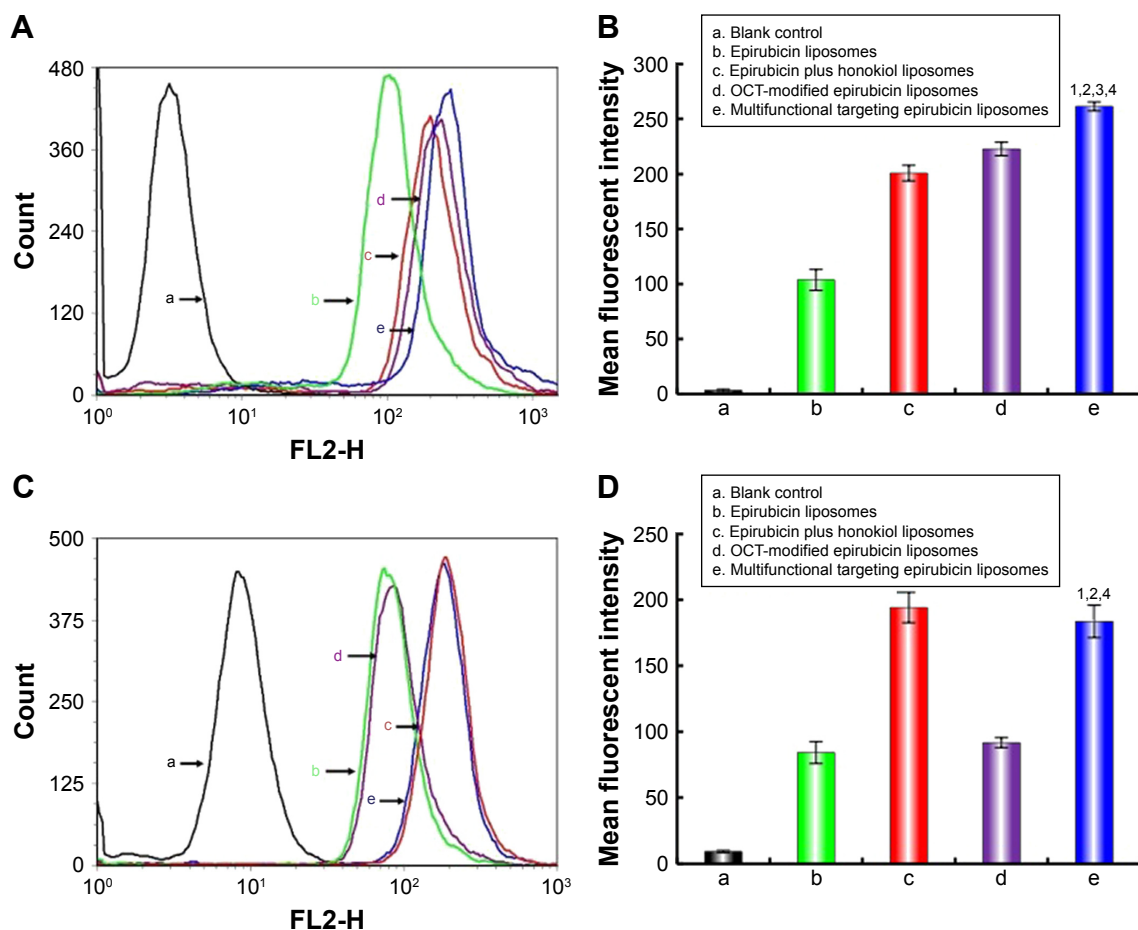 A
480
360
240
120
0
Count
a
b
c
d
e
10⁰
10¹
10²
10³
FL2-H
B
a. Blank control
b. Epirubicin liposomes
c. Epirubicin plus honokiol liposomes
d. OCT-modified epirubicin liposomes
e. Multifunctional targeting epirubicin liposomes
Mean fluorescent intensity
300
250
200
150
100
50
0
1,2,3,4
a b c d e
C
500
375
250
125
0
Count
a
b
c
d
e
10⁰
10¹
10²
10³
FL2-H
D
a. Blank control
b. Epirubicin liposomes
c. Epirubicin plus honokiol liposomes
d. OCT-modified epirubicin liposomes
e. Multifunctional targeting epirubicin liposomes
Mean fluorescent intensity
250
200
150
100
50
0
1,2,4
a b c d e